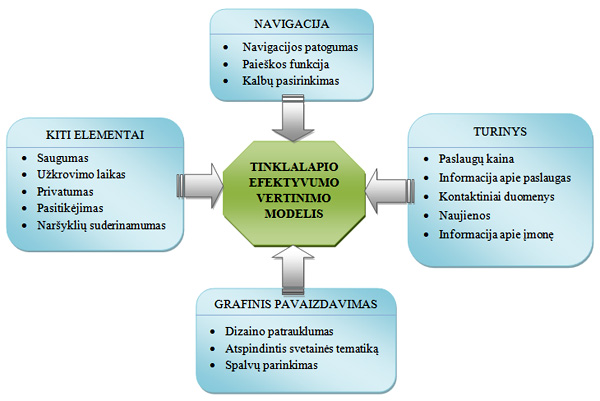 NAVIGACIJA
• Navigacijos patogumas
• Paieškos funkcija
• Kalbų pasirinkimas
KITI ELEMENTAI
• Saugumas
• Užkrovimo laikas
• Privatumas
• Pasitikėjimas
• Naršyklių suderinamumas
TINKLALAPIO
EFEKTYVUMO
VERTINIMO
MODELIS
TURINYS
• Paslaugų kaina
• Informacija apie paslaugas
• Kontaktiniai duomenys
• Naujienos
• Informacija apie įmonę
GRAFINIS PAVAIZDAVIMAS
• Dizaino patrauklumas
• Atspindintis svetainės tematiką
• Spalvų parinkimas